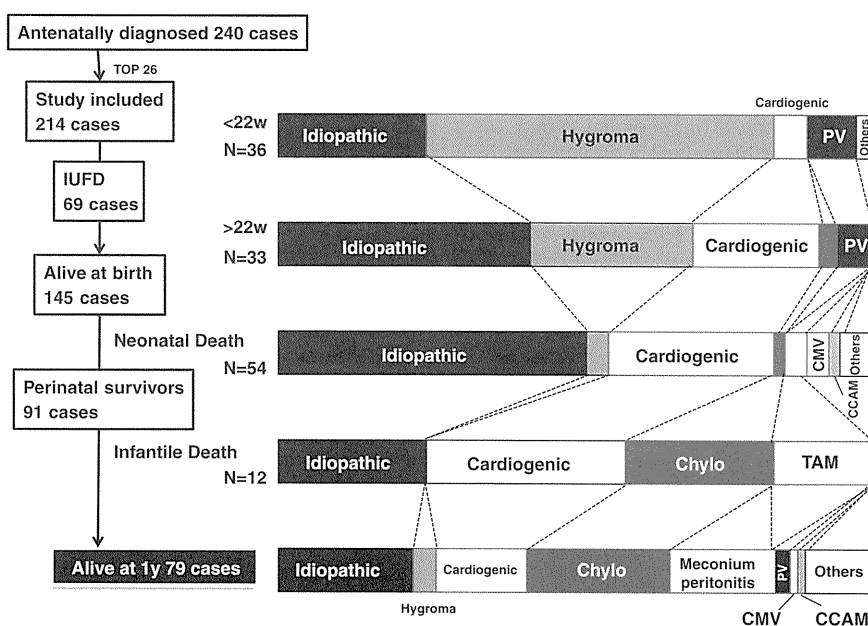 Antenatally diagnosed 240 cases
TOP 26
Study included
214 cases
IUFD
69 cases
Alive at birth
145 cases
Neonatal Death
Perinatal survivors
91 cases
Infantile Death
Alive at 1y 79 cases
<22w
N=36
Idiopathic
Hygroma
Cardiogenic
PV
Others
>22w
N=33
Idiopathic
Hygroma
Cardiogenic
PV
N=54
Idiopathic
Cardiogenic
CMV
CCAM
Others
N=12
Idiopathic
Cardiogenic
Chylo
TAM
Idiopathic
Hygroma
Cardiogenic
Chylo
Meconium
peritonitis
PV
CMV
CCAM
Others